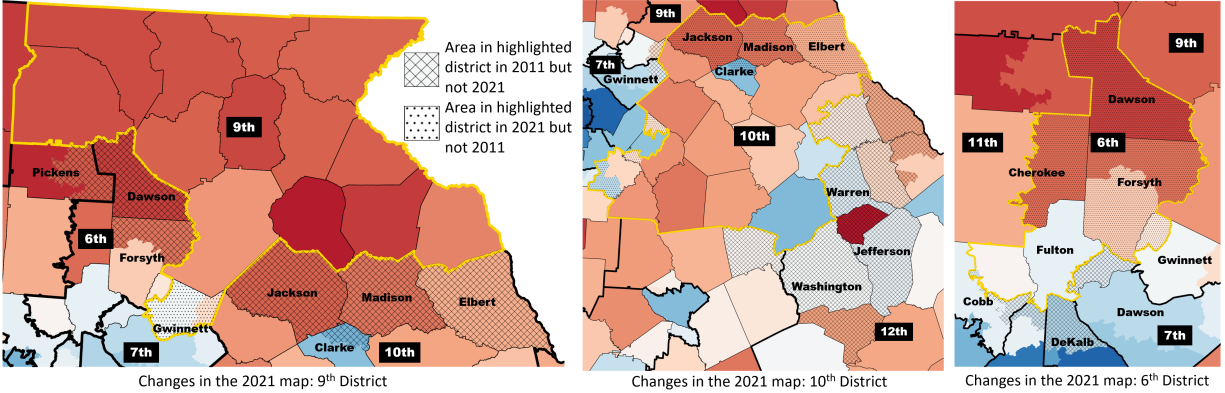 9th
Pickens
Dawson
6th
Forsyth
Gwinnett
Jackson
Madison
Elbert
Clarke
7th
10th
Area in highlighted
district in 2011 but
not 2021
Area in highlighted
district in 2021 but
not 2011
Changes in the 2021 map: 9th District
9th
Jackson
Madison
Elbert
7th
Gwinnett
Clarke
10th
Warren
Jefferson
Washington
12th
Changes in the 2021 map: 10th District
9th
Dawson
11th
6th
Cherokee
Forsyth
Fulton
Gwinnett
Cobb
Dawson
7th
DeKalb
Changes in the 2021 map: 6th District